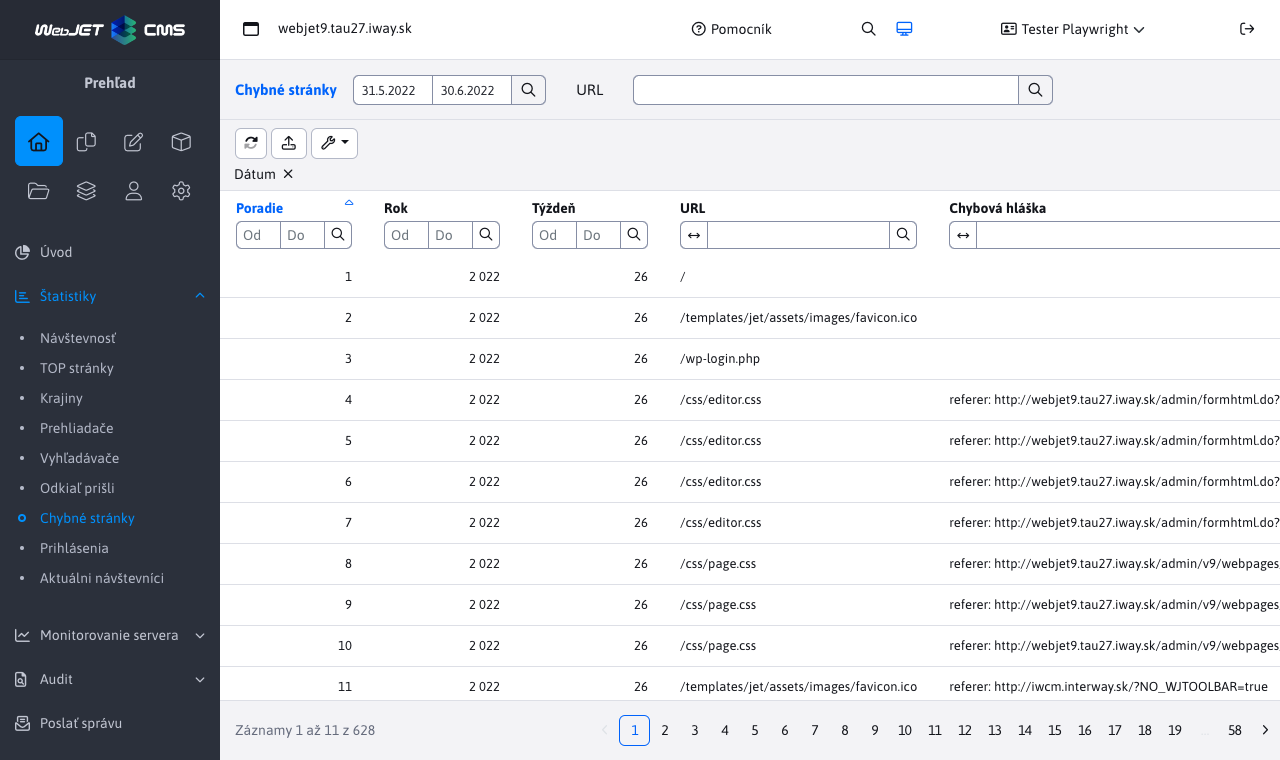 WebJET CMS
webjet9.tau27.iway.sk
Pomocník
Tester Playwright
Prehľad
Úvod
Štatistiky
Návštevnosť
TOP stránky
Krajiny
Prehliadače
Vyhľadávače
Odkiaľ prišli
Chybné stránky
Prihlásenia
Aktuálni návštevníci
Monitorovanie servera
Audit
Poslať správu
Chybné stránky 31.5.2022 30.6.2022 URL
Dátum
Poradie Rok Týždeň URL Chybová hláška
Od Do Od Do Od Do
1 2 022 26 /
2 2 022 26 /templates/jet/assets/images/favicon.ico
3 2 022 26 /wp-login.php
4 2 022 26 /css/editor.css referer: http://webjet9.tau27.iway.sk/admin/formhtml.do?
5 2 022 26 /css/editor.css referer: http://webjet9.tau27.iway.sk/admin/formhtml.do?
6 2 022 26 /css/editor.css referer: http://webjet9.tau27.iway.sk/admin/formhtml.do?
7 2 022 26 /css/editor.css referer: http://webjet9.tau27.iway.sk/admin/formhtml.do?
8 2 022 26 /css/page.css referer: http://webjet9.tau27.iway.sk/admin/v9/webpages/
9 2 022 26 /css/page.css referer: http://webjet9.tau27.iway.sk/admin/v9/webpages/
10 2 022 26 /css/page.css referer: http://webjet9.tau27.iway.sk/admin/v9/webpages/
11 2 022 26 /templates/jet/assets/images/favicon.ico referer: http://iwcm.interway.sk/?NO_WJTOOLBAR=true
Záznamy 1 až 11 z 628
1 2 3 4 5 6 7 8 9 10 11 12 13 14 15 16 17 18 19 … 58